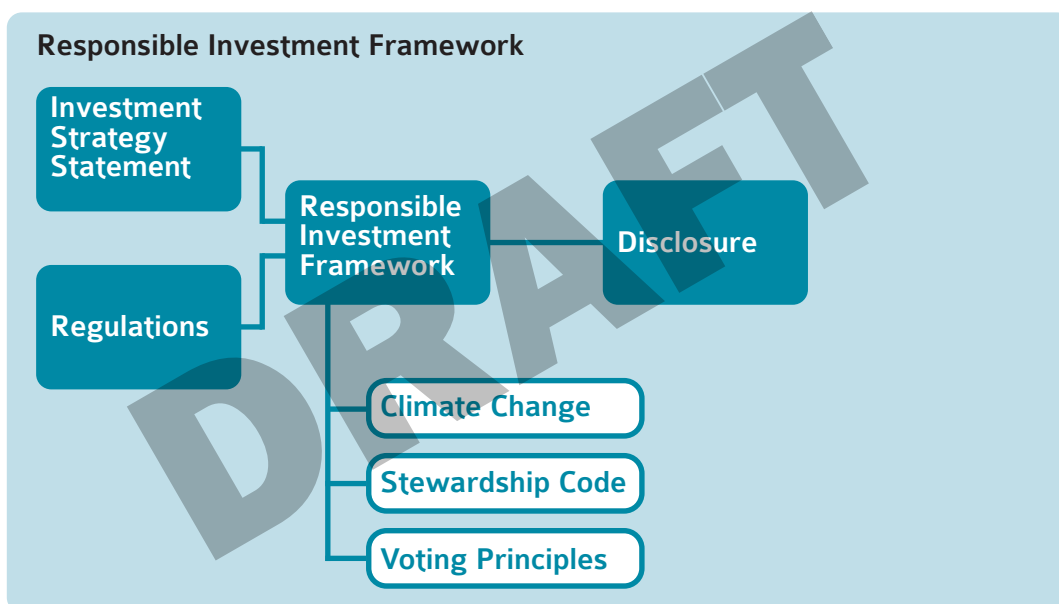 Responsible Investment Framework
Investment
Strategy
Statement
Responsible
Investment
Framework
Disclosure
Regulations
Climate Change
Stewardship Code
Voting Principles
DRAFT